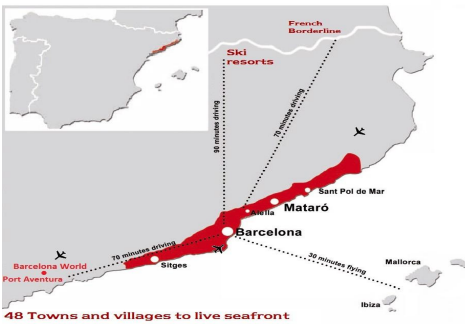 French
Borderline
Ski
resorts
90 minutes driving
70 minutes driving
Sant Pol de Mar
Alella
Mataró
Barcelona
70 minutes driving
Barcelona World
Port Aventura
Sitges
30 minutes flying
Mallorca
Ibiza
48 Towns and villages to live seafront